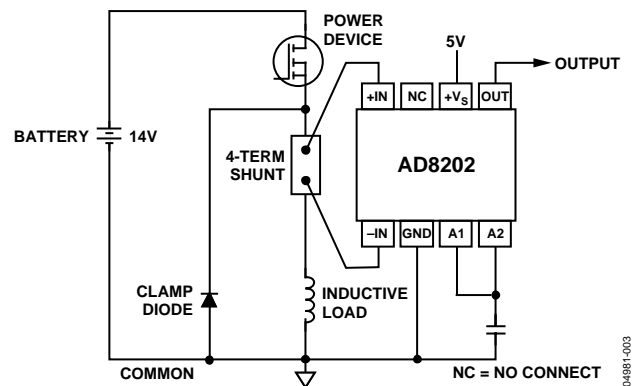 POWER
DEVICE
5V
OUTPUT
+IN
NC
+VS
OUT
BATTERY
14V
4-TERM
SHUNT
AD8202
–IN
GND
A1
A2
CLAMP
DIODE
INDUCTIVE
LOAD
COMMON
NC = NO CONNECT
04981-003